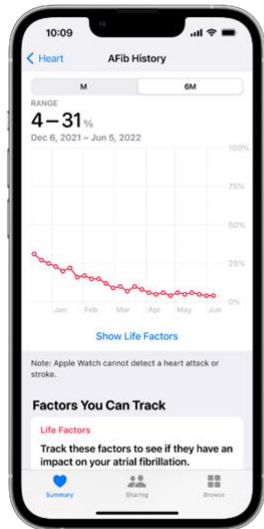 10:09
Heart
AFib History
M 6M
RANGE
4–31%
Dec 6, 2021 – Jun 5, 2022
100%
75%
50%
25%
0%
Jan Feb Mar Apr May Jun
Show Life Factors
Note: Apple Watch cannot detect a heart attack or
stroke.
Factors You Can Track
Life Factors
Track these factors to see if they have an
impact on your atrial fibrillation.
Summary Sharing Browse